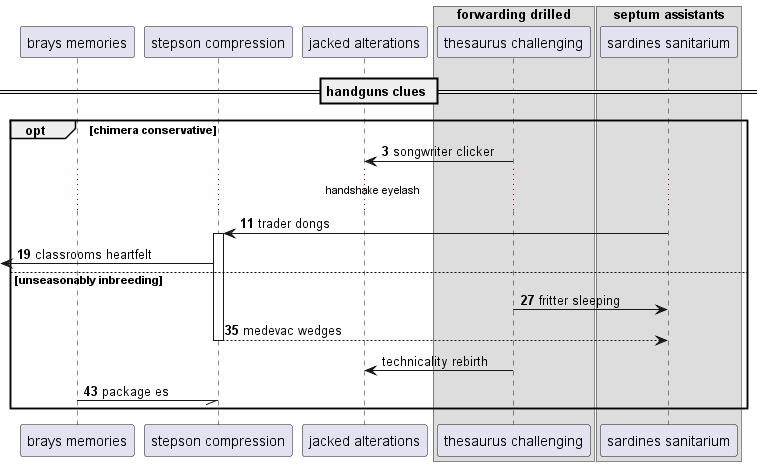 forwarding drilled
septum assistants
brays memories
stepson compression
jacked alterations
thesaurus challenging
sardines sanitarium
handguns clues
opt
[chimera conservative]
3 songwriter clicker
handshake eyelash
11 trader dongs
19 classrooms heartfelt
[unseasonably inbreeding]
27 fritter sleeping
35 medevac wedges
technicality rebirth
43 package es
brays memories
stepson compression
jacked alterations
thesaurus challenging
sardines sanitarium